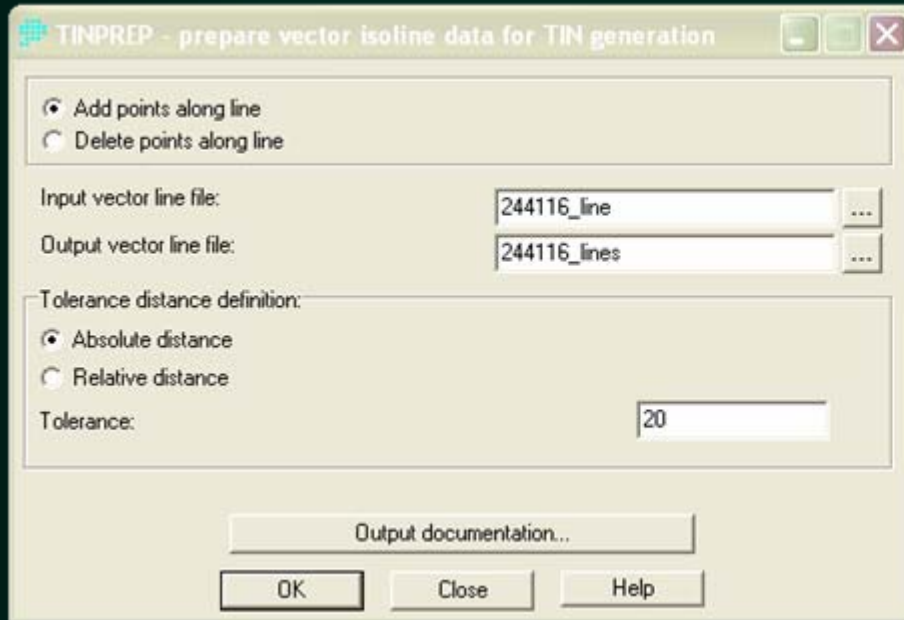 TINPREP - prepare vector isoline data for TIN generation
Add points along line
Delete points along line
Input vector line file:
244116_line
...
Output vector line file:
244116_lines
...
Tolerance distance definition:
Absolute distance
Relative distance
Tolerance:
20
Output documentation...
OK
Close
Help